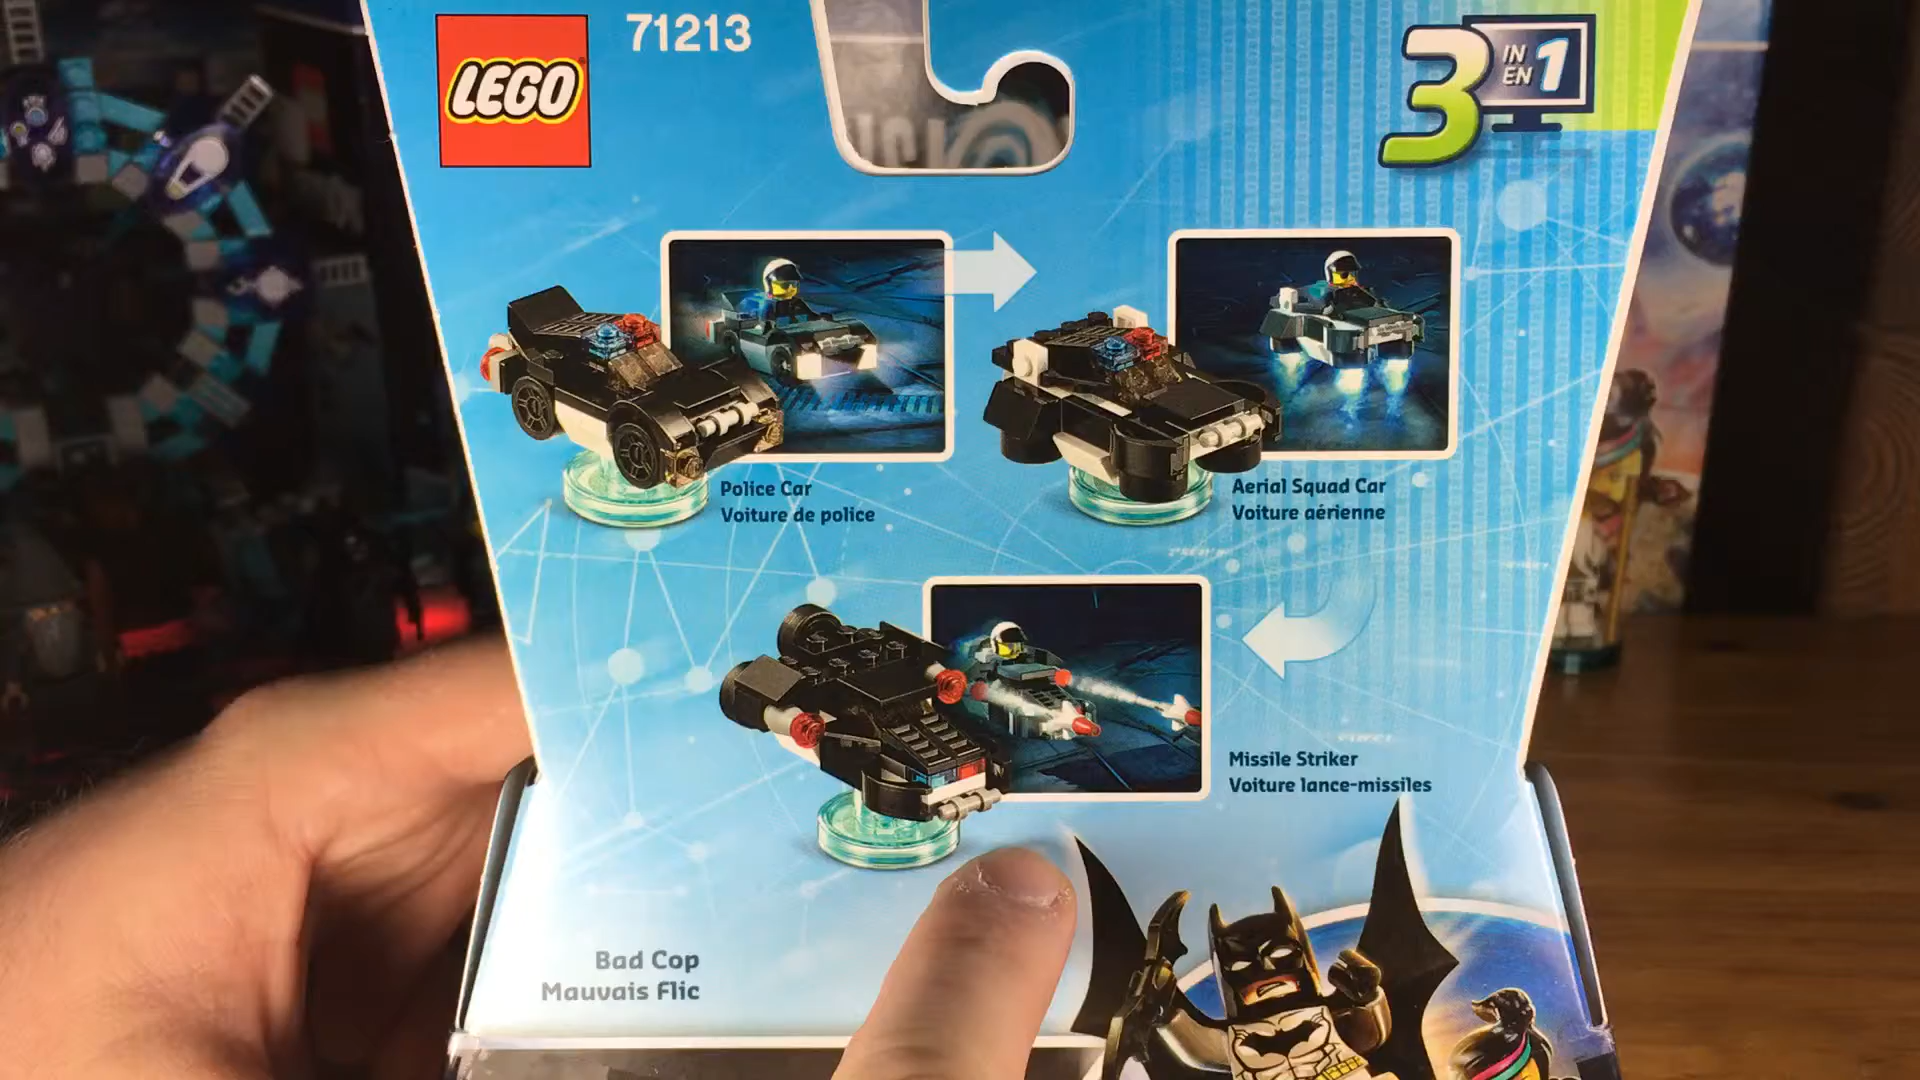 LEGO
71213
3 IN EN 1
Police Car
Voiture de police
Aerial Squad Car
Voiture aérienne
Missile Striker
Voiture lance-missiles
Bad Cop
Mauvais Flic